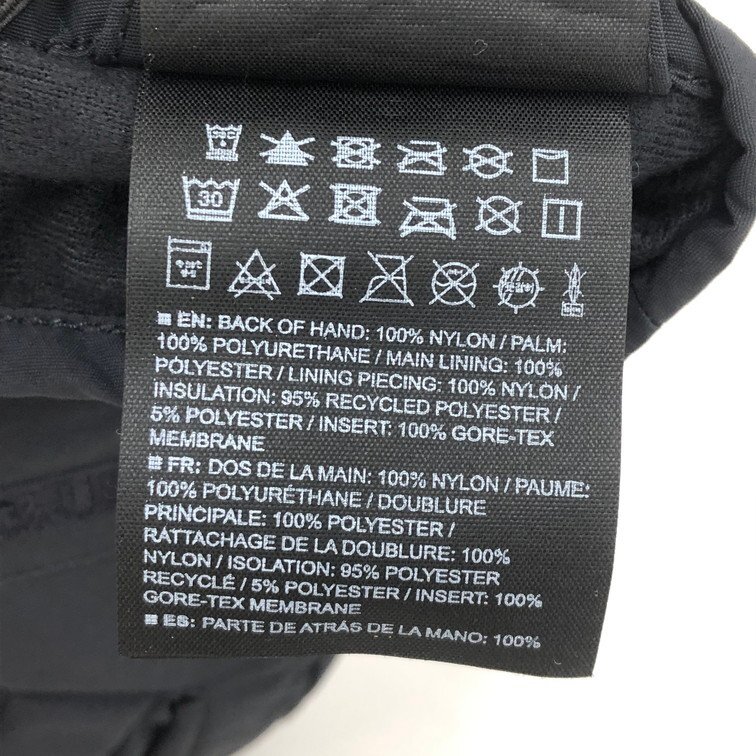 30
■ EN: BACK OF HAND: 100% NYLON / PALM:
100% POLYURETHANE / MAIN LINING: 100%
POLYESTER / LINING PIECING: 100% NYLON /
INSULATION: 95% RECYCLED POLYESTER /
5% POLYESTER / INSERT: 100% GORE-TEX
MEMBRANE
■ FR: DOS DE LA MAIN: 100% NYLON / PAUME:
100% POLYURÉTHANE / DOUBLURE
PRINCIPALE: 100% POLYESTER /
RATTACHAGE DE LA DOUBLURE: 100%
NYLON / ISOLATION: 95% POLYESTER
RECYCLÉ / 5% POLYESTER / INSERT: 100%
GORE-TEX MEMBRANE
■ ES: PARTE DE ATRÁS DE LA MANO: 100%